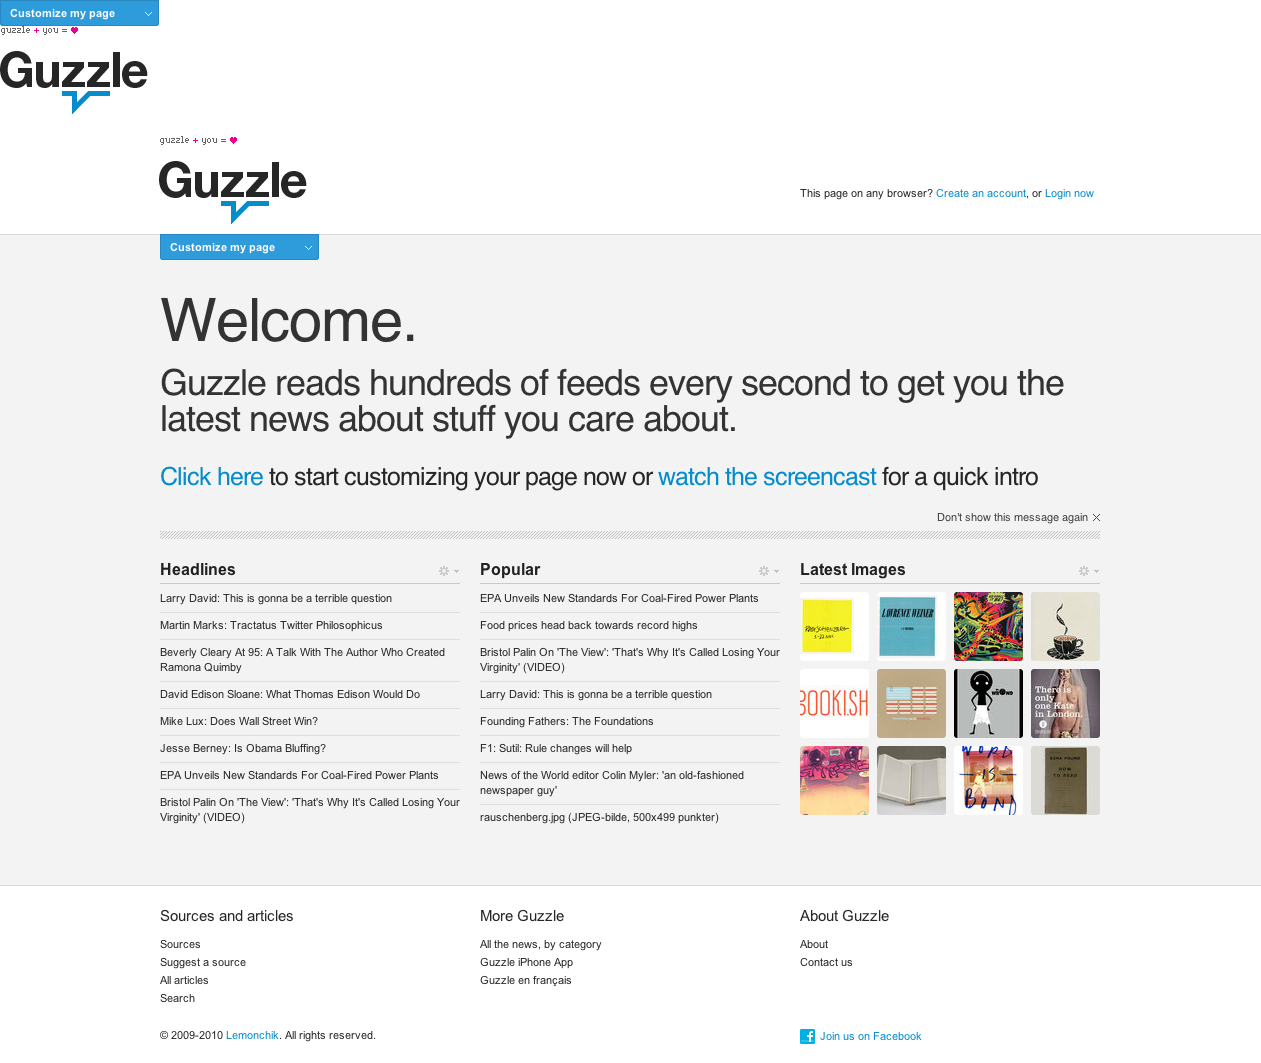 Customize my page
guzzle + you = ♥
Guzzle
guzzle + you = ♥
Guzzle
This page on any browser? Create an account, or Login now
Customize my page
Welcome.
Guzzle reads hundreds of feeds every second to get you the
latest news about stuff you care about.
Click here to start customizing your page now or watch the screencast for a quick intro
Don't show this message again
Headlines
Larry David: This is gonna be a terrible question
Martin Marks: Tractatus Twitter Philosophicus
Beverly Cleary At 95: A Talk With The Author Who Created
Ramona Quimby
David Edison Sloane: What Thomas Edison Would Do
Mike Lux: Does Wall Street Win?
Jesse Berney: Is Obama Bluffing?
EPA Unveils New Standards For Coal-Fired Power Plants
Bristol Palin On 'The View': 'That's Why It's Called Losing Your
Virginity' (VIDEO)
Popular
EPA Unveils New Standards For Coal-Fired Power Plants
Food prices head back towards record highs
Bristol Palin On 'The View': 'That's Why It's Called Losing Your
Virginity' (VIDEO)
Larry David: This is gonna be a terrible question
Founding Fathers: The Foundations
F1: Sutil: Rule changes will help
News of the World editor Colin Myler: 'an old-fashioned
newspaper guy'
rauschenberg.jpg (JPEG-bilde, 500x499 punkter)
Latest Images
LAWRENCE WEINER
BOOKISH
There is
only
one Kate
in London.
WORD
IS
BOND
EZRA POUND
HOW
TO READ
Sources and articles
Sources
Suggest a source
All articles
Search
More Guzzle
All the news, by category
Guzzle iPhone App
Guzzle en français
About Guzzle
About
Contact us
© 2009-2010 Lemonchik. All rights reserved.
Join us on Facebook